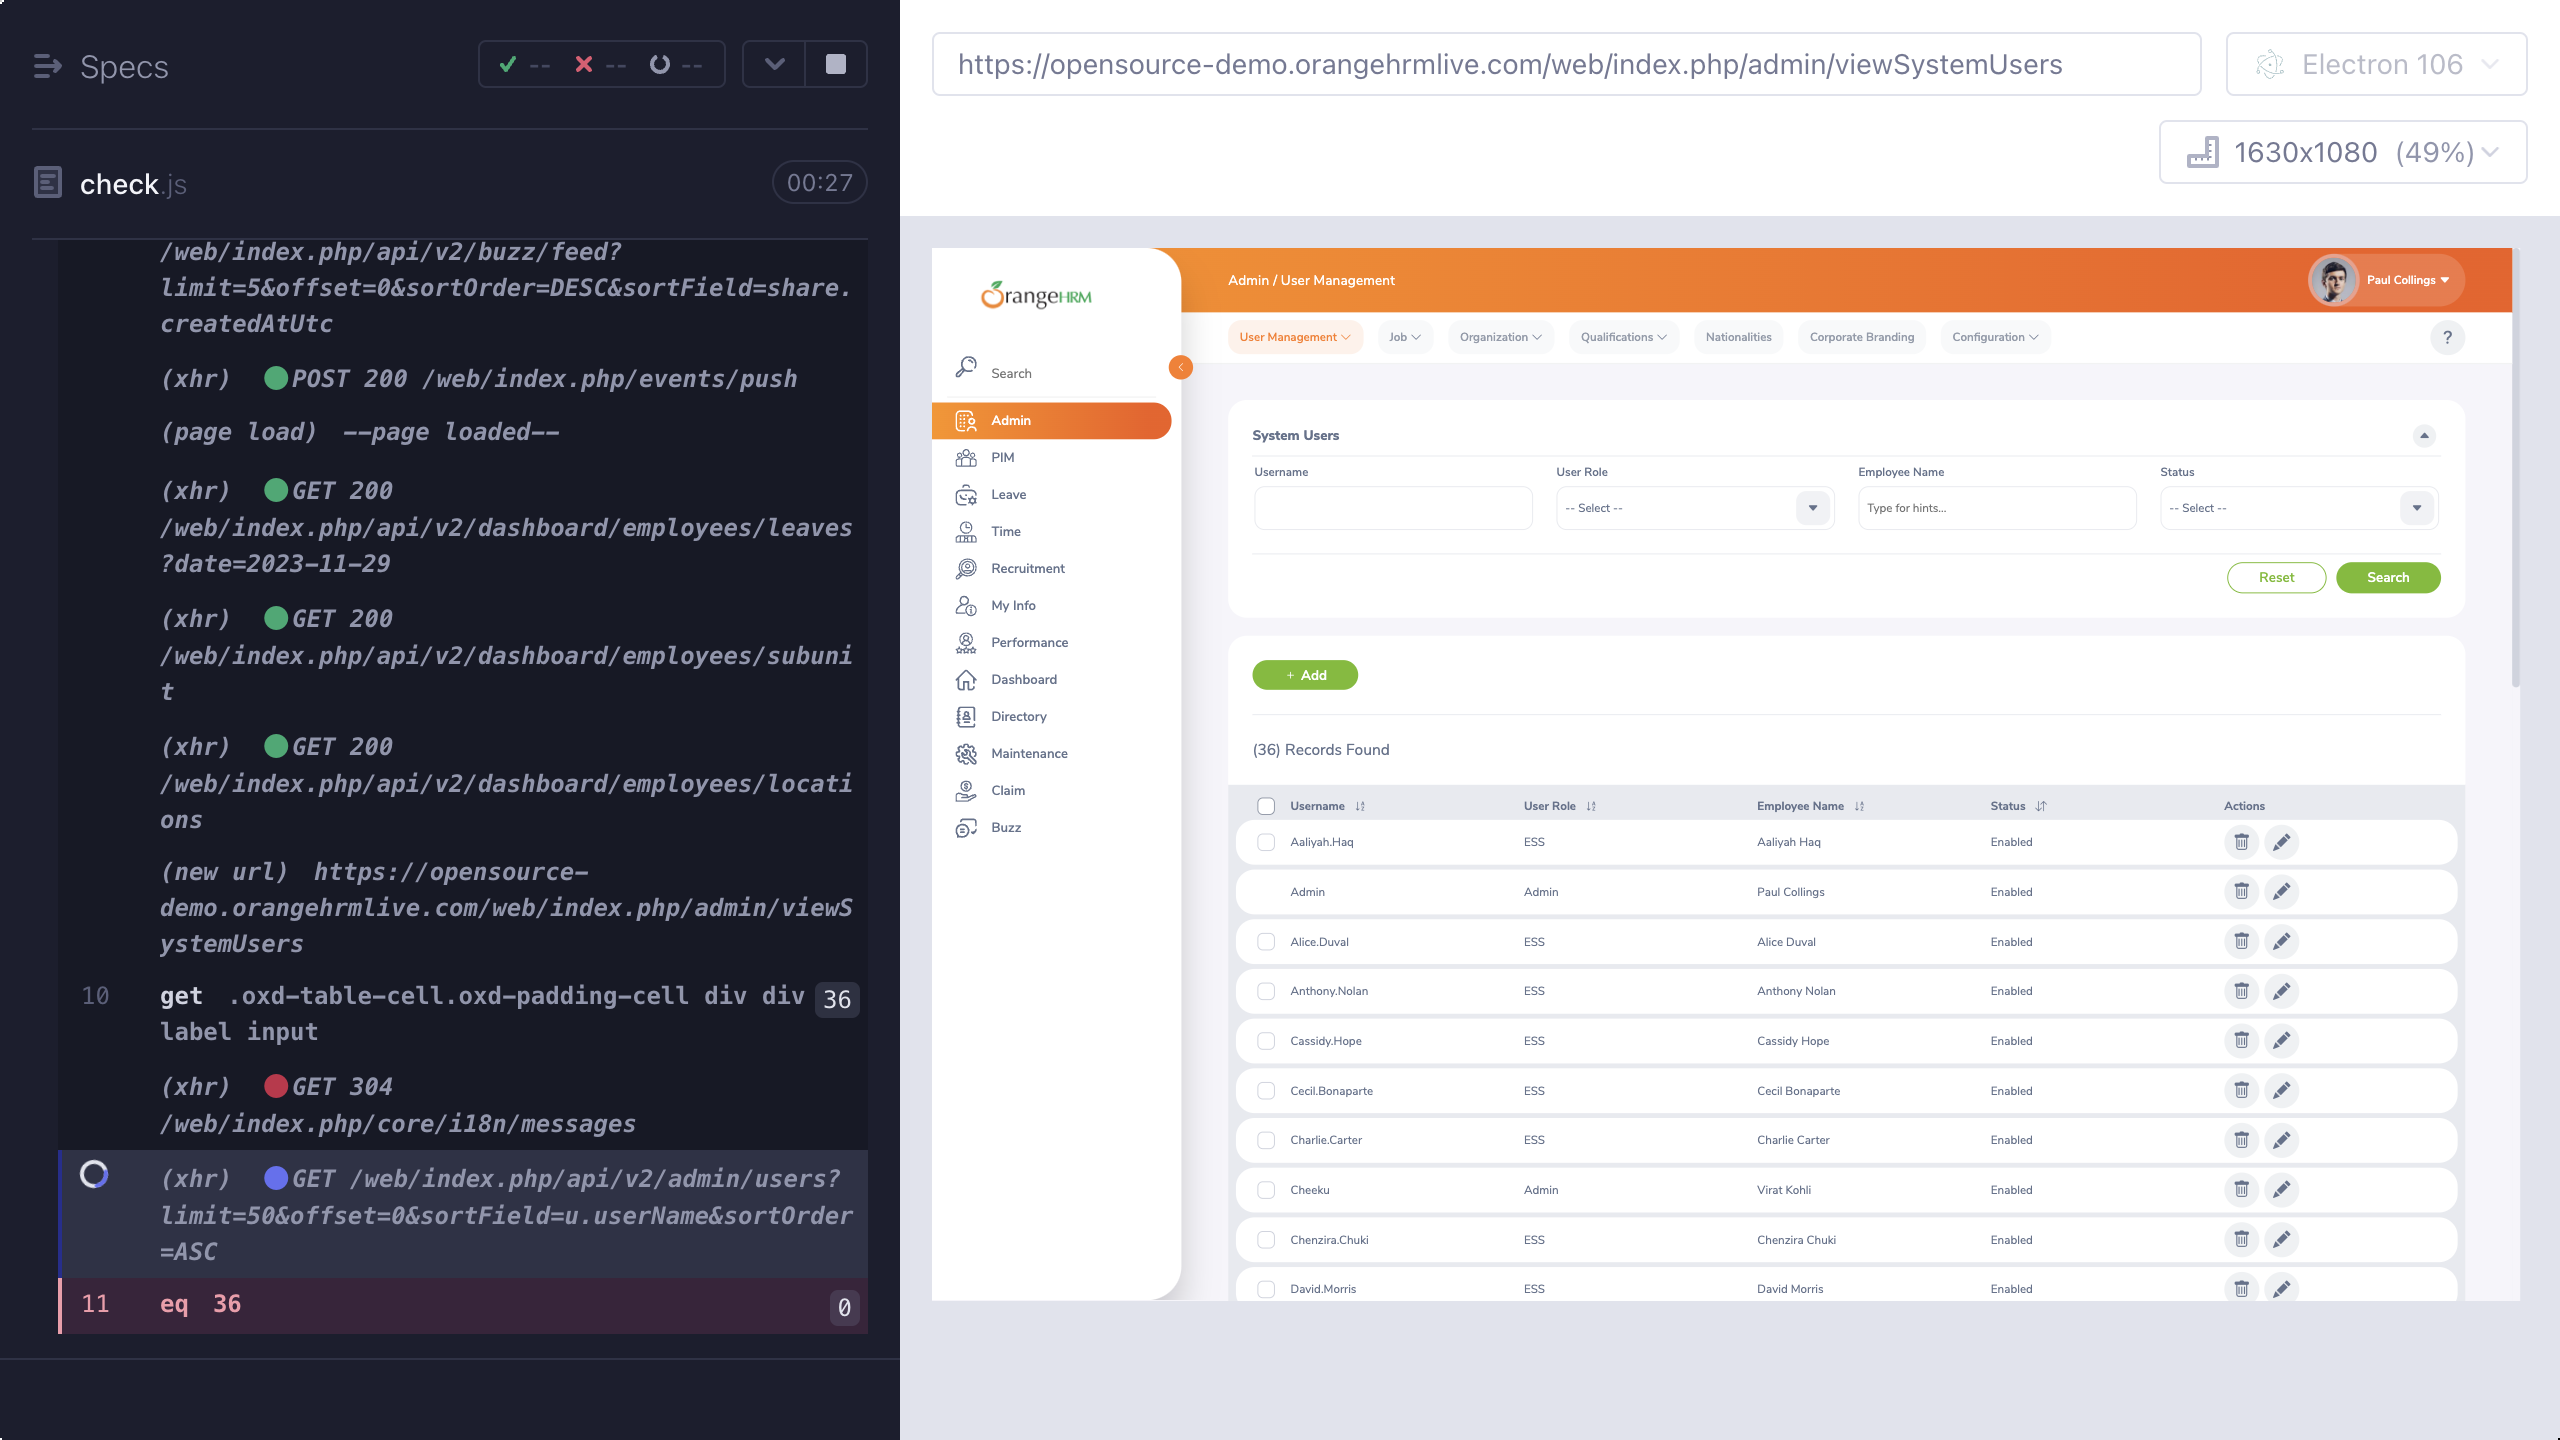 Specs
-- -- --
check.js
00:27
/web/index.php/api/v2/buzz/feed?
limit=5&offset=0&sortOrder=DESC&sortField=share.
createdAtUtc
(xhr) POST 200 /web/index.php/events/push
(page load) --page loaded--
(xhr) GET 200
/web/index.php/api/v2/dashboard/employees/leaves
?date=2023-11-29
(xhr) GET 200
/web/index.php/api/v2/dashboard/employees/subuni
t
(xhr) GET 200
/web/index.php/api/v2/dashboard/employees/locati
ons
(new url) https://opensource-
demo.orangehrmlive.com/web/index.php/admin/viewS
ystemUsers
10 get .oxd-table-cell.oxd-padding-cell div div 36
label input
(xhr) GET 304
/web/index.php/core/i18n/messages
(xhr) GET /web/index.php/api/v2/admin/users?
limit=50&offset=0&sortField=u.userName&sortOrder
=ASC
11 eq 36 0
https://opensource-demo.orangehrmlive.com/web/index.php/admin/viewSystemUsers
Electron 106
1630x1080 (49%)
OrangeHRM
Search
Admin
PIM
Leave
Time
Recruitment
My Info
Performance
Dashboard
Directory
Maintenance
Claim
Buzz
Admin / User Management
Paul Collings
User Management Job Organization Qualifications Nationalities Corporate Branding Configuration ?
System Users
Username User Role Employee Name Status
-- Select -- Type for hints... -- Select --
Reset Search
+ Add
(36) Records Found
Username User Role Employee Name Status Actions
Aaliyah.Haq ESS Aaliyah Haq Enabled
Admin Admin Paul Collings Enabled
Alice.Duval ESS Alice Duval Enabled
Anthony.Nolan ESS Anthony Nolan Enabled
Cassidy.Hope ESS Cassidy Hope Enabled
Cecil.Bonaparte ESS Cecil Bonaparte Enabled
Charlie.Carter ESS Charlie Carter Enabled
Cheeku Admin Virat Kohli Enabled
Chenzira.Chuki ESS Chenzira Chuki Enabled
David.Morris ESS David Morris Enabled